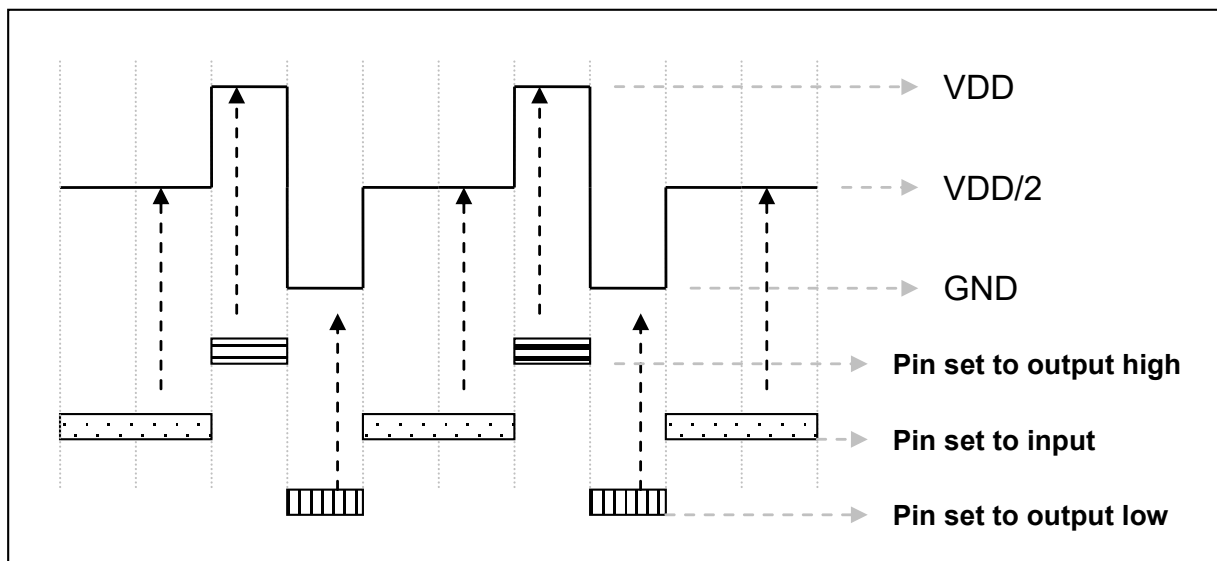 VDD
VDD/2
GND
Pin set to output high
Pin set to input
Pin set to output low